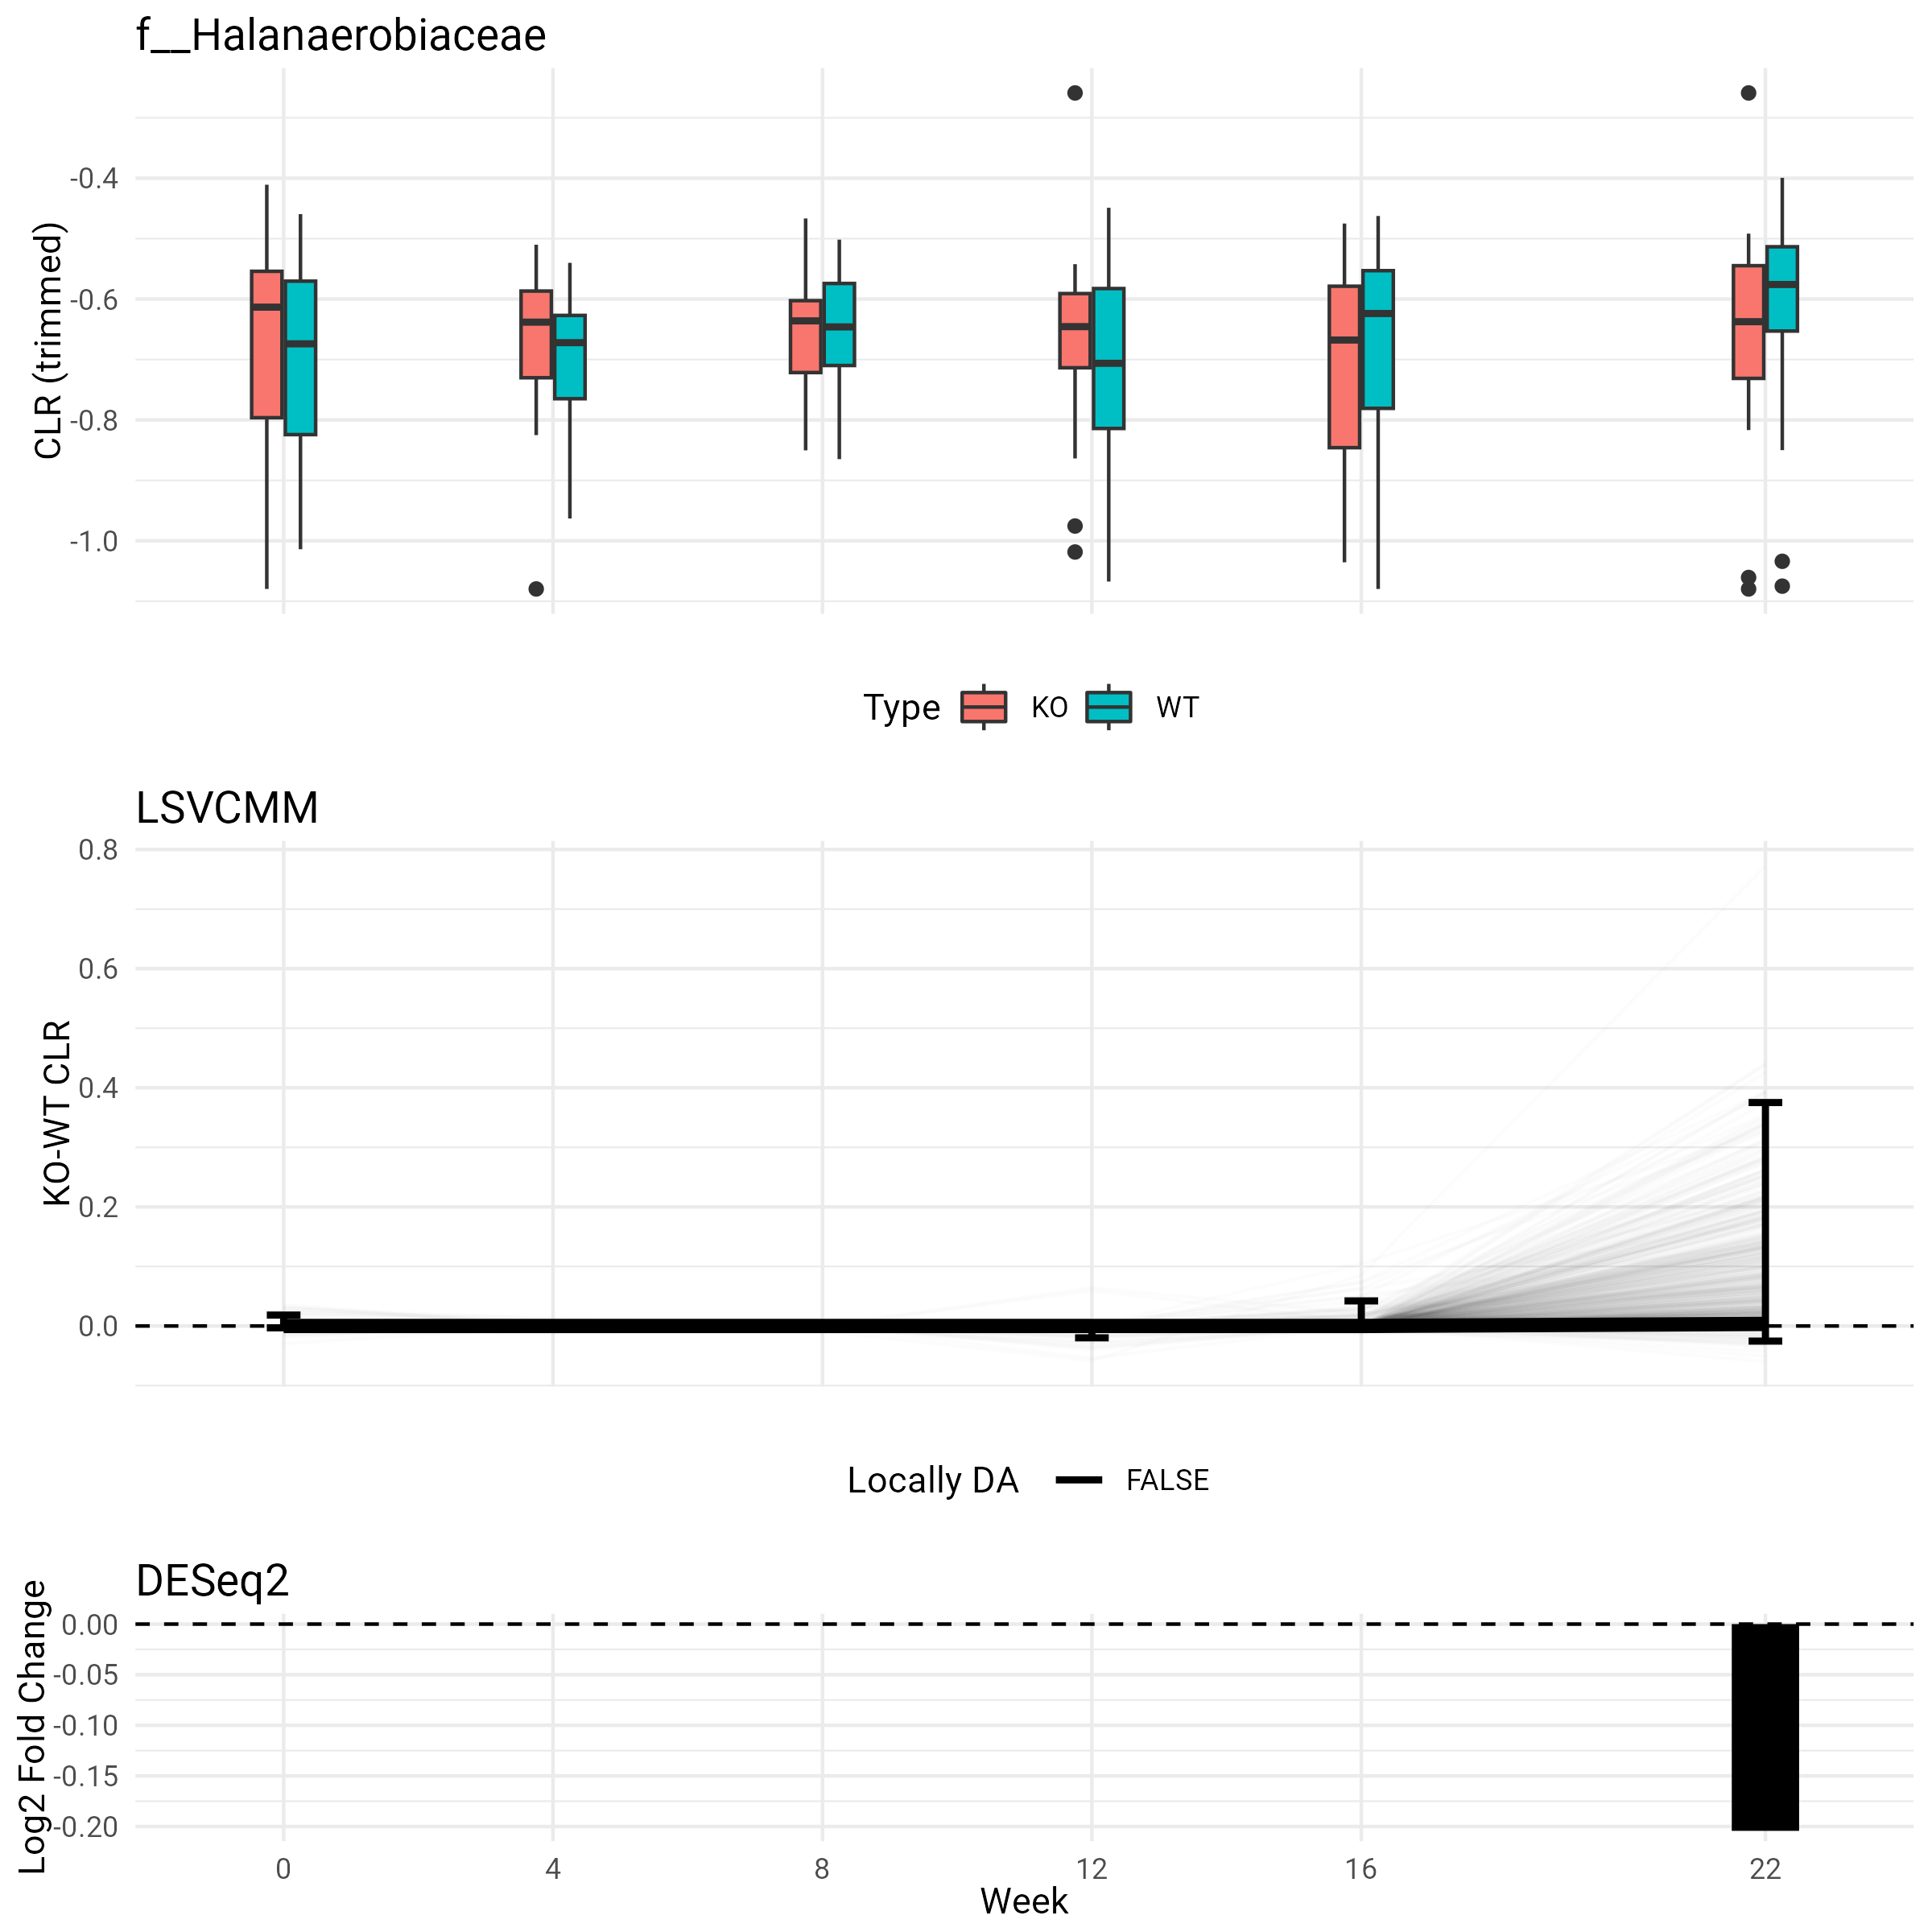 f__Halanaerobiaceae
CLR (trimmed)
-0.4
-0.6
-0.8
-1.0
Type KO WT
LSVCMM
KO-WT CLR
0.8
0.6
0.4
0.2
0.0
Locally DA FALSE
DESeq2
Log2 Fold Change
0.00
-0.05
-0.10
-0.15
-0.20
0 4 8 12 16 22
Week